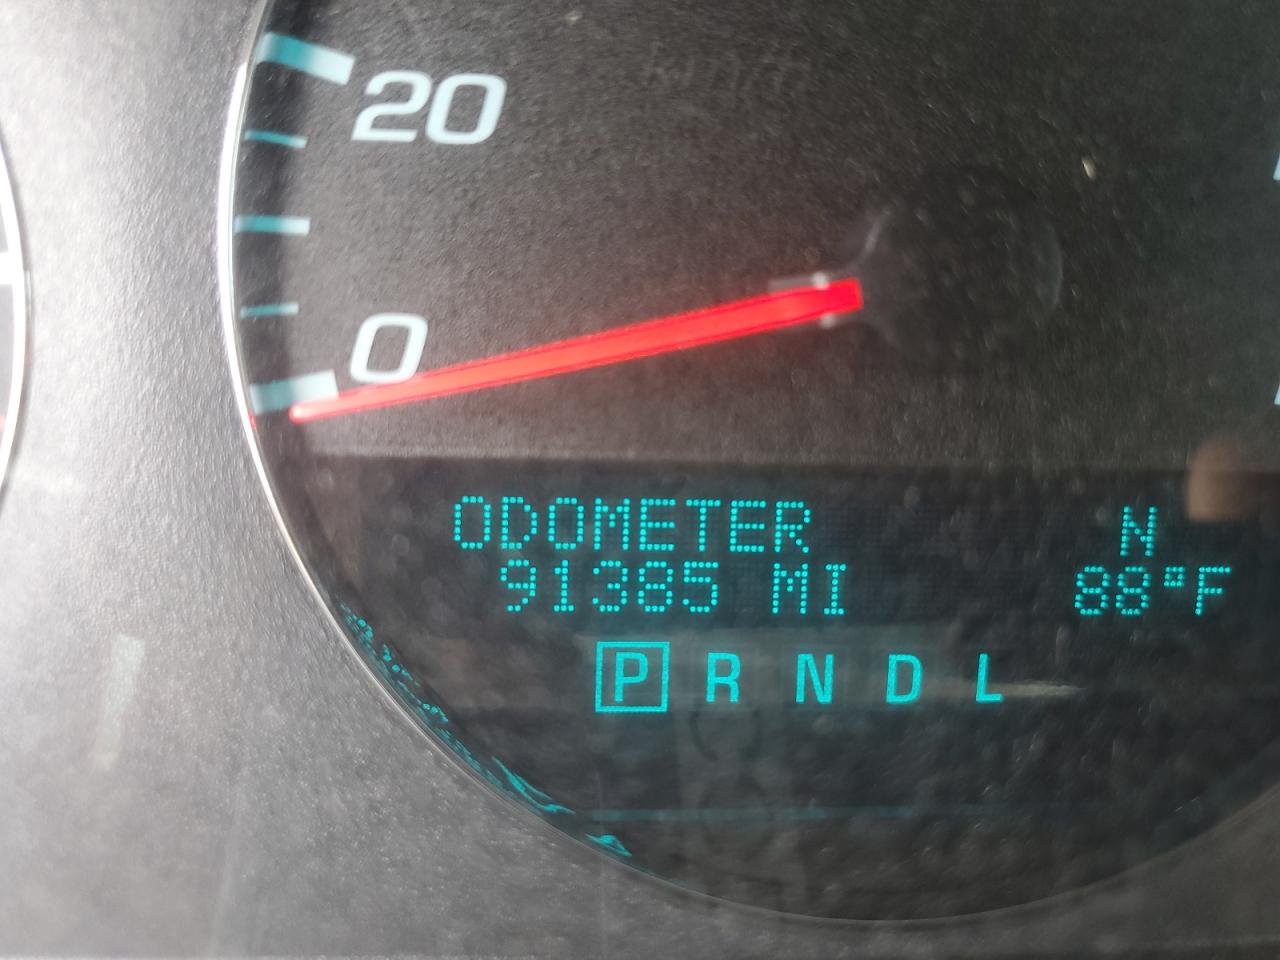 20
0
ODOMETER N
91385 MI 88°F
P R N D L